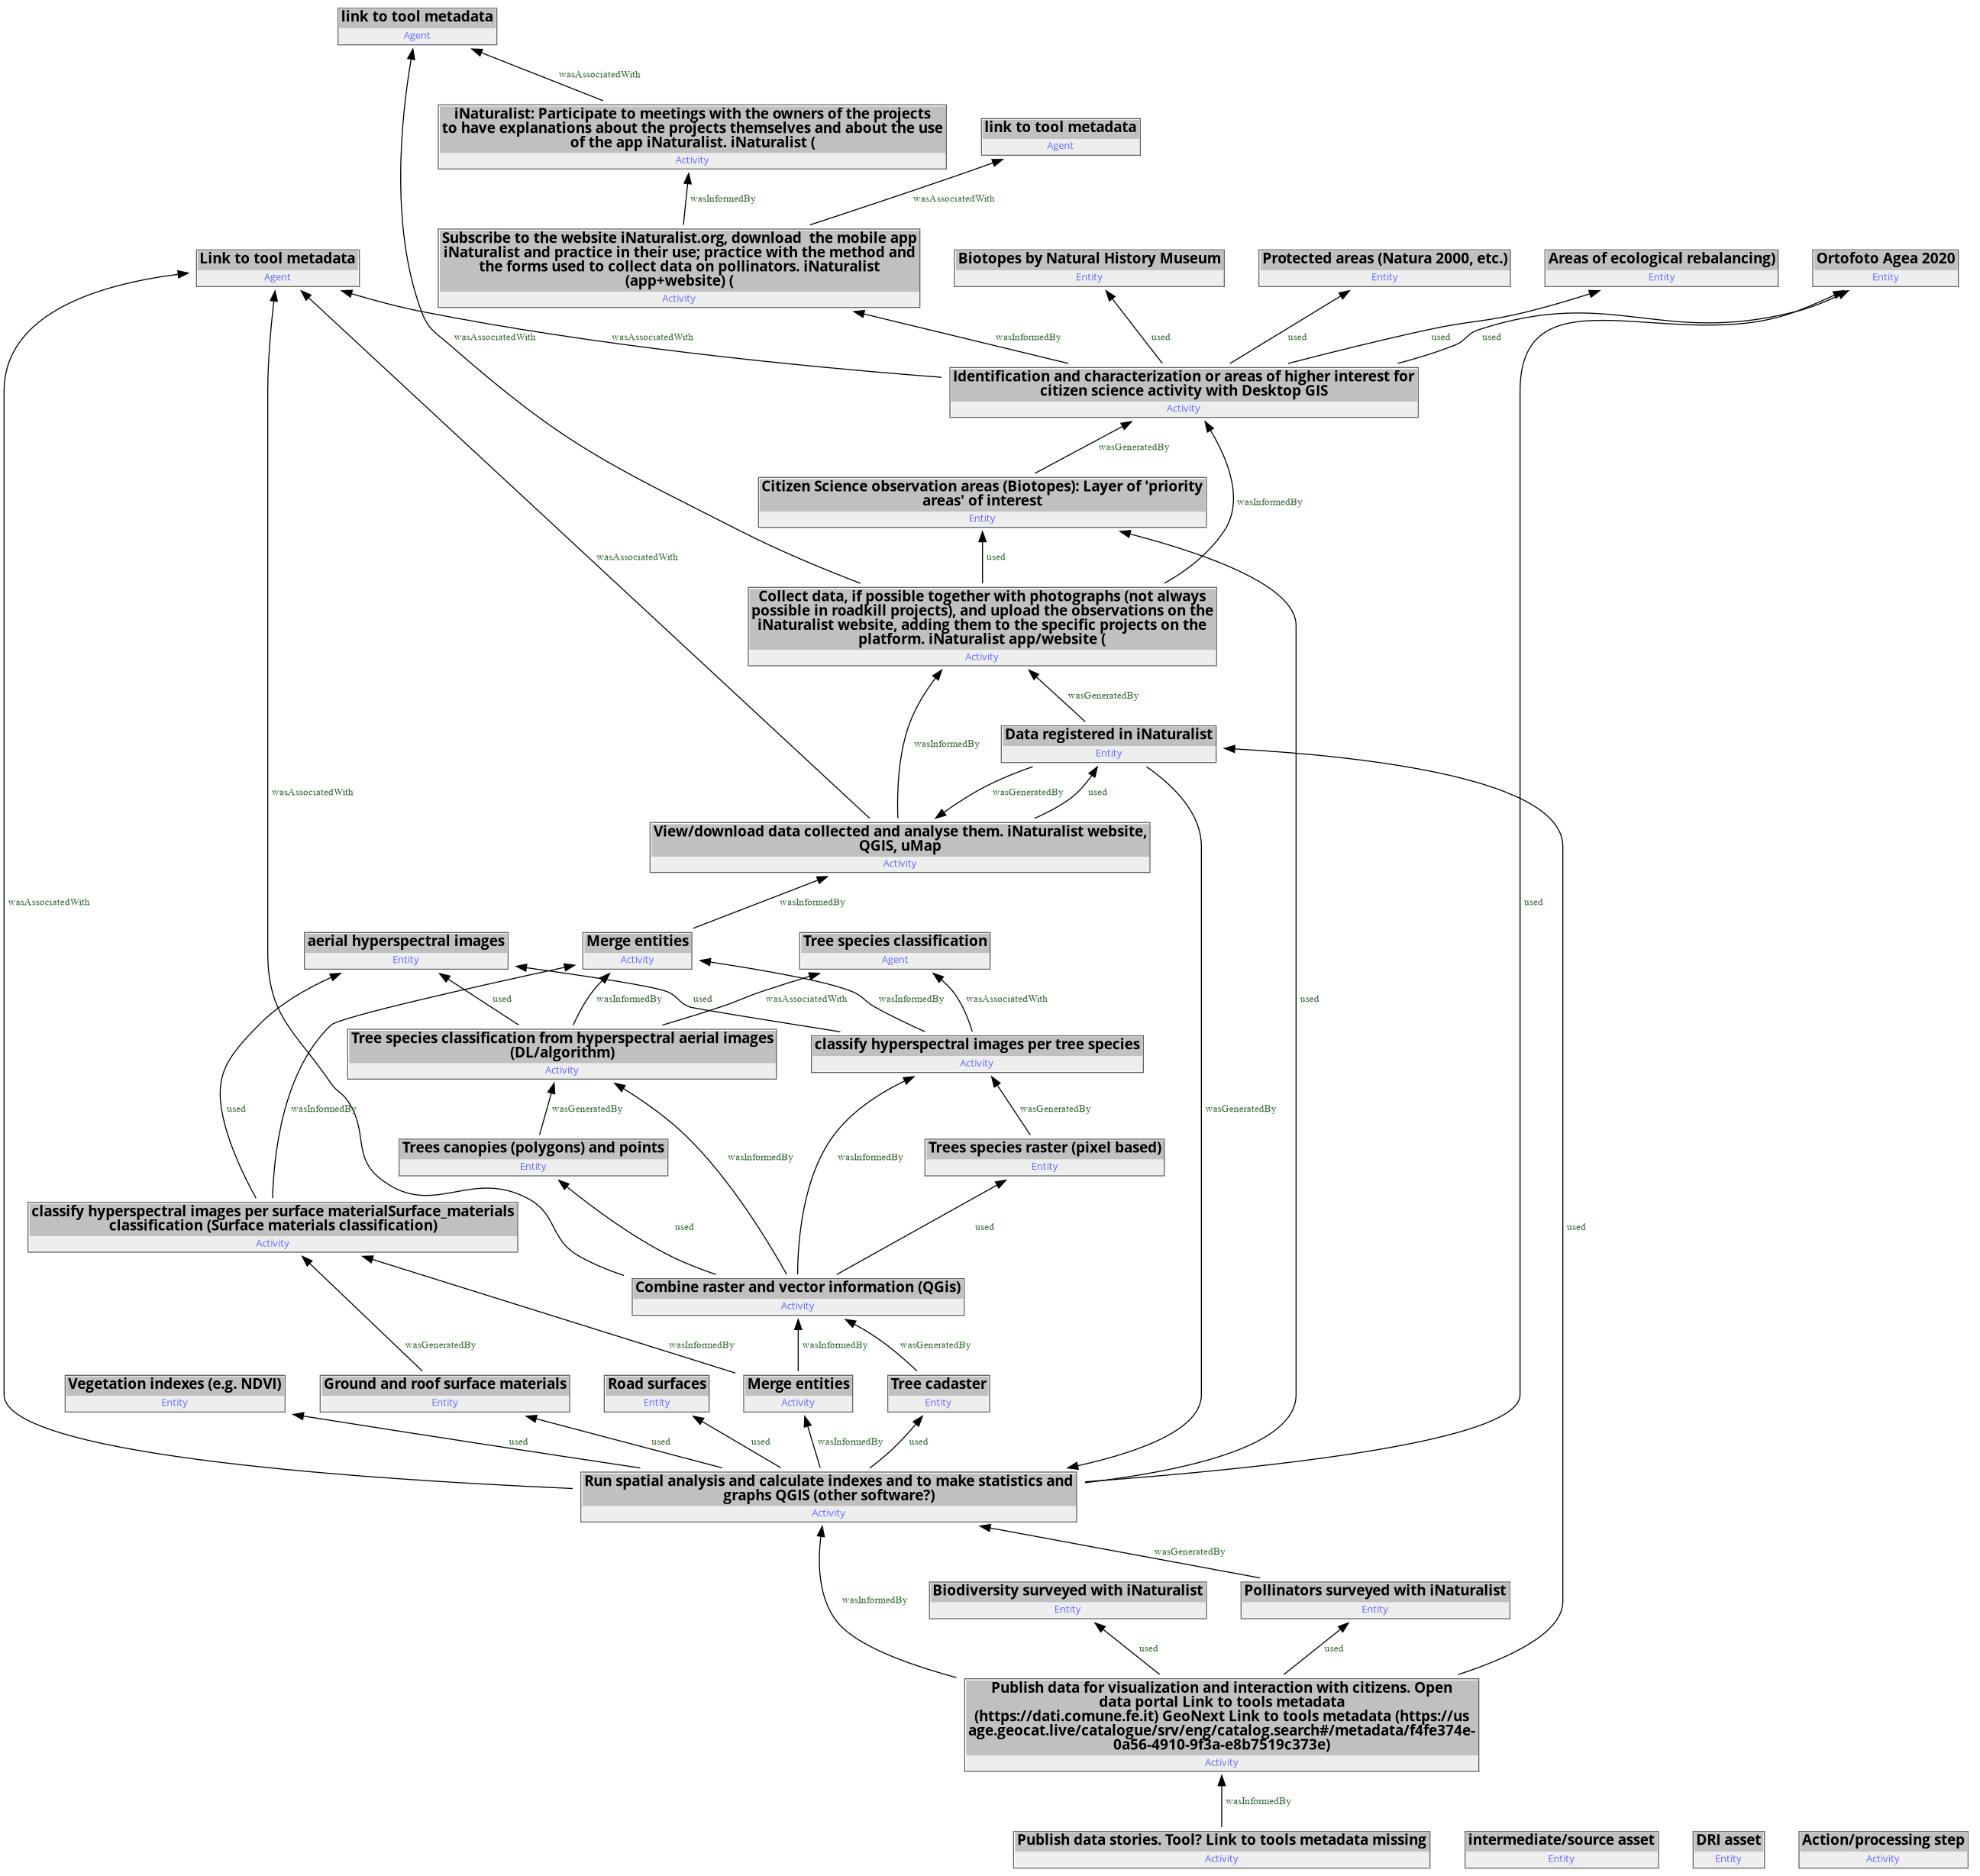 link to tool metadata
Agent
wasAssociatedWith
iNaturalist: Participate to meetings with the owners of the projects
to have explanations about the projects themselves and about the use
of the app iNaturalist. iNaturalist (
Activity
link to tool metadata
Agent
wasInformedBy
wasAssociatedWith
Subscribe to the website iNaturalist.org, download  the mobile app
iNaturalist and practice in their use; practice with the method and
the forms used to collect data on pollinators. iNaturalist
(app+website) (
Activity
Link to tool metadata
Agent
Biotopes by Natural History Museum
Entity
Protected areas (Natura 2000, etc.)
Entity
Areas of ecological rebalancing)
Entity
Ortofoto Agea 2020
Entity
wasAssociatedWith
wasAssociatedWith
wasInformedBy
used
used
used
used
Identification and characterization or areas of higher interest for
citizen science activity with Desktop GIS
Activity
wasGeneratedBy
Citizen Science observation areas (Biotopes): Layer of 'priority
areas' of interest
Entity
wasInformedBy
wasAssociatedWith
used
Collect data, if possible together with photographs (not always
possible in roadkill projects), and upload the observations on the
iNaturalist website, adding them to the specific projects on the
platform. iNaturalist app/website (
Activity
wasGeneratedBy
Data registered in iNaturalist
Entity
wasInformedBy
wasAssociatedWith
wasGeneratedBy
used
View/download data collected and analyse them. iNaturalist website,
QGIS, uMap
Activity
wasAssociatedWith
wasInformedBy
used
used
aerial hyperspectral images
Entity
Merge entities
Activity
Tree species classification
Agent
used
wasInformedBy
used
wasAssociatedWith
wasInformedBy
wasAssociatedWith
Tree species classification from hyperspectral aerial images
(DL/algorithm)
Activity
classify hyperspectral images per tree species
Activity
used
wasInformedBy
wasGeneratedBy
wasGeneratedBy
wasGeneratedBy
Trees canopies (polygons) and points
Entity
Trees species raster (pixel based)
Entity
wasInformedBy
wasInformedBy
classify hyperspectral images per surface materialSurface_materials
classification (Surface materials classification)
Activity
used
used
used
Combine raster and vector information (QGis)
Activity
wasGeneratedBy
wasInformedBy
wasInformedBy
wasGeneratedBy
Vegetation indexes (e.g. NDVI)
Entity
Ground and roof surface materials
Entity
Road surfaces
Entity
Merge entities
Activity
Tree cadaster
Entity
used
used
used
wasInformedBy
used
Run spatial analysis and calculate indexes and to make statistics and
graphs QGIS (other software?)
Activity
wasGeneratedBy
Biodiversity surveyed with iNaturalist
Entity
Pollinators surveyed with iNaturalist
Entity
wasInformedBy
used
used
Publish data for visualization and interaction with citizens. Open
data portal Link to tools metadata
(https://dati.comune.fe.it) GeoNext Link to tools metadata (https://us
age.geocat.live/catalogue/srv/eng/catalog.search#/metadata/f4fe374e-
0a56-4910-9f3a-e8b7519c373e)
Activity
wasInformedBy
Publish data stories. Tool? Link to tools metadata missing
Activity
intermediate/source asset
Entity
DRI asset
Entity
Action/processing step
Activity